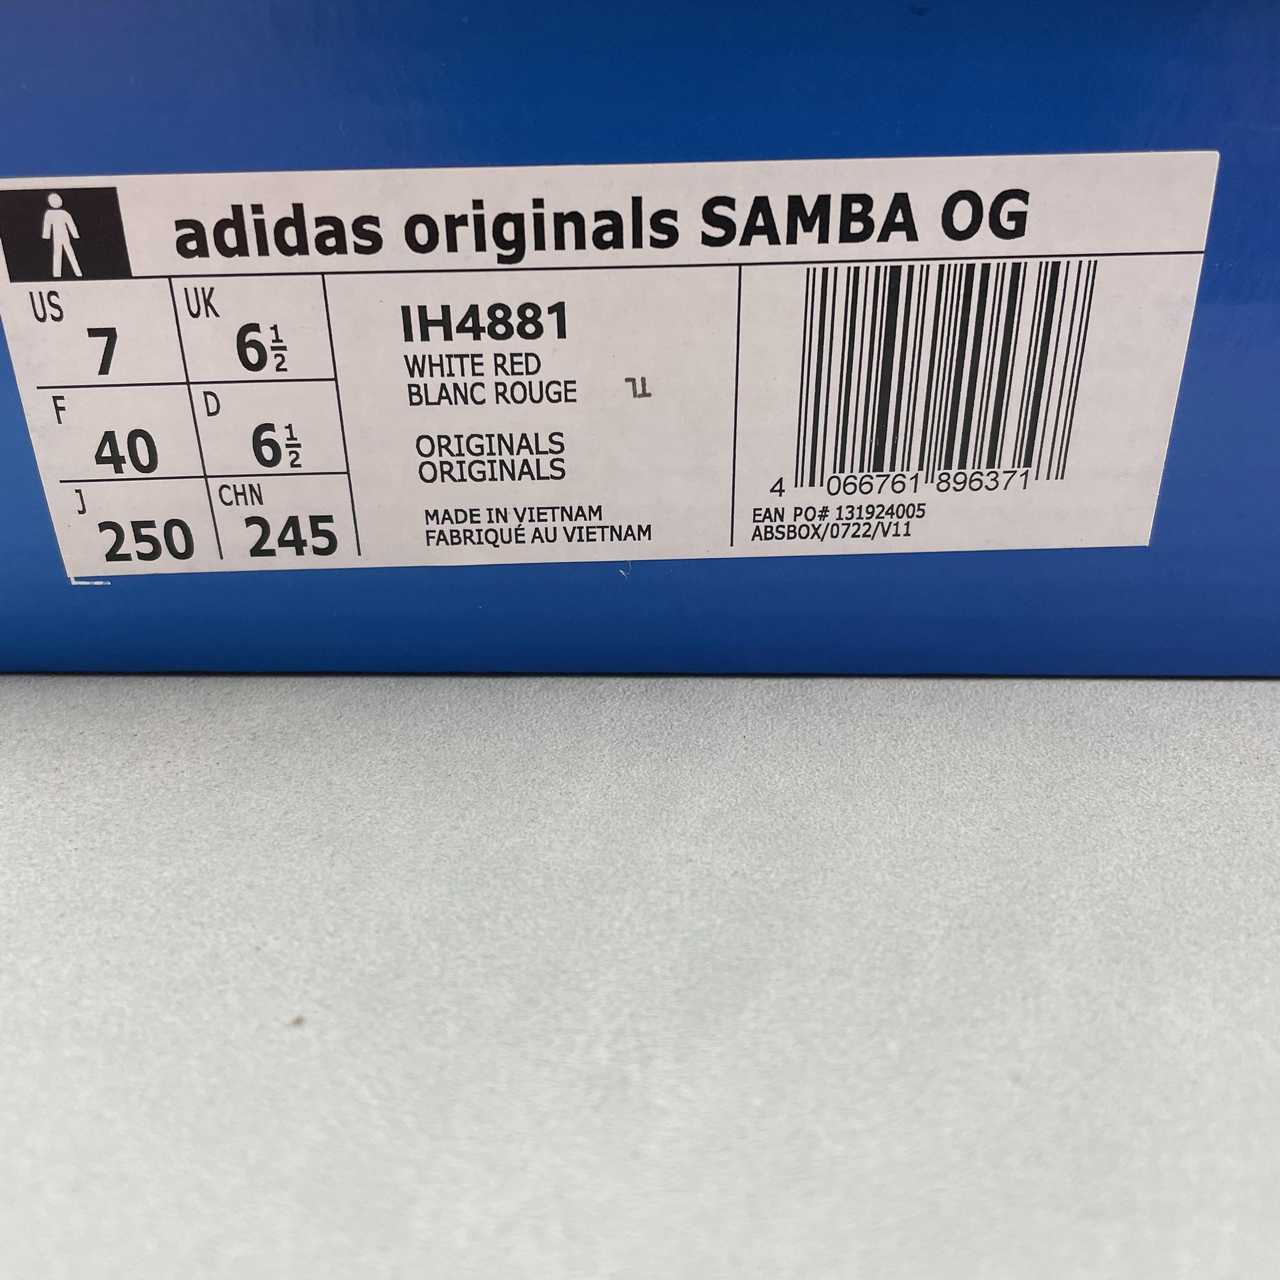 adidas originals SAMBA OG
US 7 UK 6½
F 40 D 6½
J 250 CHN 245
IH4881
WHITE RED
BLANC ROUGE
ORIGINALS
ORIGINALS
MADE IN VIETNAM
FABRIQUÉ AU VIETNAM
4 066761 896371
EAN PO# 131924005
ABSBOX/0722/V11